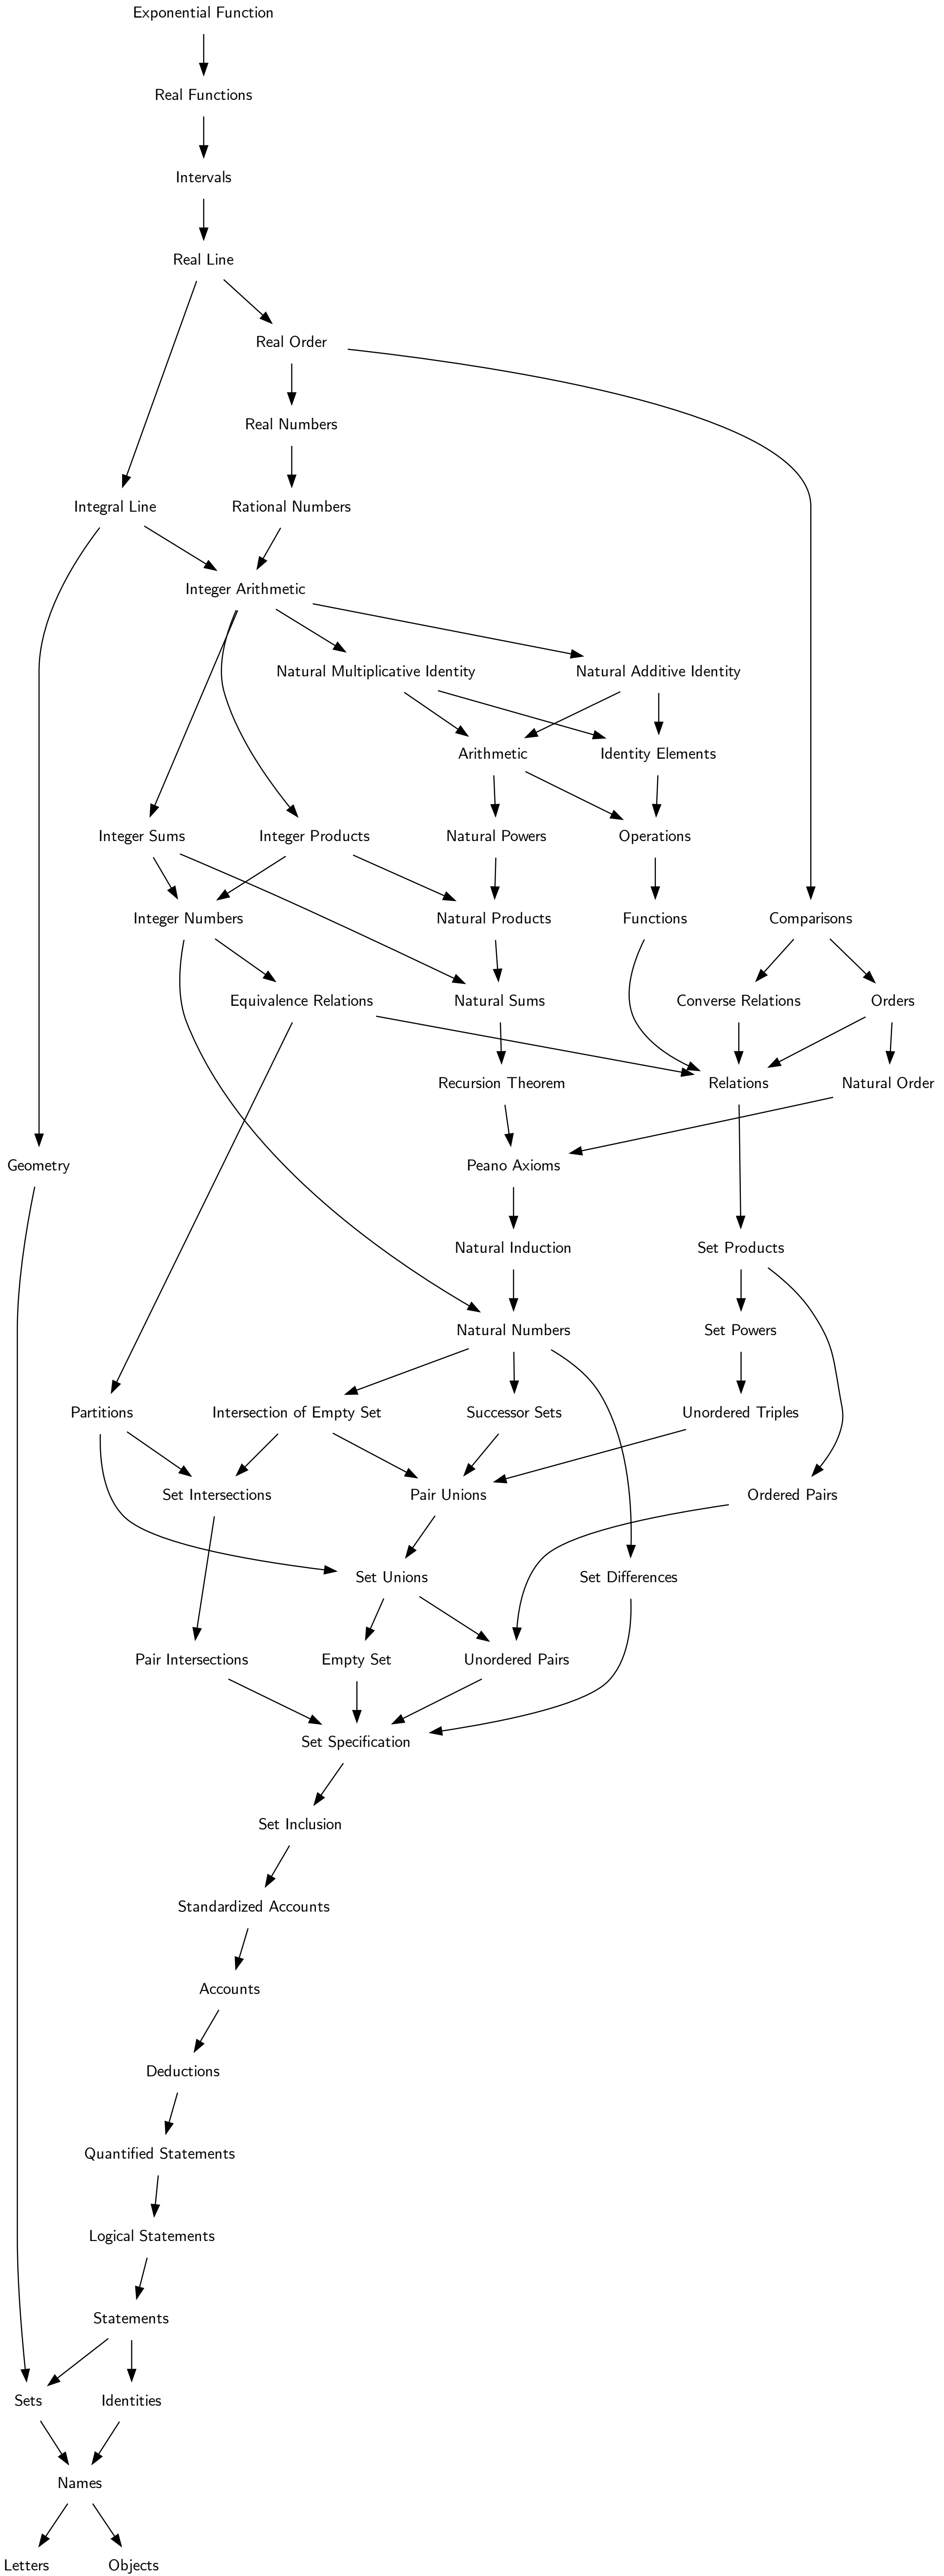 Exponential Function
Real Functions
Intervals
Real Line
Real Order
Real Numbers
Integral Line
Rational Numbers
Integer Arithmetic
Natural Multiplicative Identity
Natural Additive Identity
Arithmetic
Identity Elements
Integer Sums
Integer Products
Natural Powers
Operations
Integer Numbers
Natural Products
Functions
Comparisons
Equivalence Relations
Natural Sums
Converse Relations
Orders
Recursion Theorem
Relations
Natural Order
Geometry
Peano Axioms
Natural Induction
Set Products
Natural Numbers
Set Powers
Partitions
Intersection of Empty Set
Successor Sets
Unordered Triples
Set Intersections
Pair Unions
Ordered Pairs
Set Unions
Set Differences
Pair Intersections
Empty Set
Unordered Pairs
Set Specification
Set Inclusion
Standardized Accounts
Accounts
Deductions
Quantified Statements
Logical Statements
Statements
Sets
Identities
Names
Letters
Objects